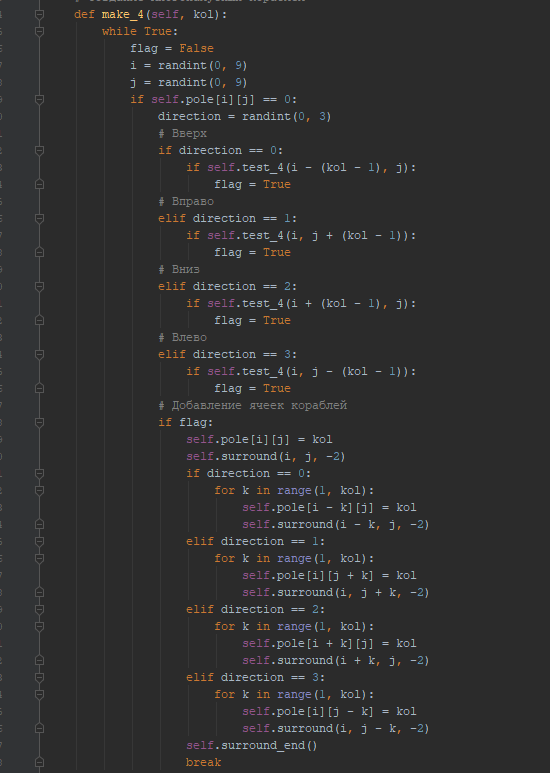 def make_4(self, kol):
    while True:
        flag = False
        i = randint(0, 9)
        j = randint(0, 9)
        if self.pole[i][j] == 0:
            direction = randint(0, 3)
            # Вверх
            if direction == 0:
                if self.test_4(i - (kol - 1), j):
                    flag = True
            # Вправо
            elif direction == 1:
                if self.test_4(i, j + (kol - 1)):
                    flag = True
            # Вниз
            elif direction == 2:
                if self.test_4(i + (kol - 1), j):
                    flag = True
            # Влево
            elif direction == 3:
                if self.test_4(i, j - (kol - 1)):
                    flag = True
            # Добавление ячеек кораблей
            if flag:
                self.pole[i][j] = kol
                self.surround(i, j, -2)
                if direction == 0:
                    for k in range(1, kol):
                        self.pole[i - k][j] = kol
                        self.surround(i - k, j, -2)
                elif direction == 1:
                    for k in range(1, kol):
                        self.pole[i][j + k] = kol
                        self.surround(i, j + k, -2)
                elif direction == 2:
                    for k in range(1, kol):
                        self.pole[i + k][j] = kol
                        self.surround(i + k, j, -2)
                elif direction == 3:
                    for k in range(1, kol):
                        self.pole[i][j - k] = kol
                        self.surround(i, j - k, -2)
                self.surround_end()
                break